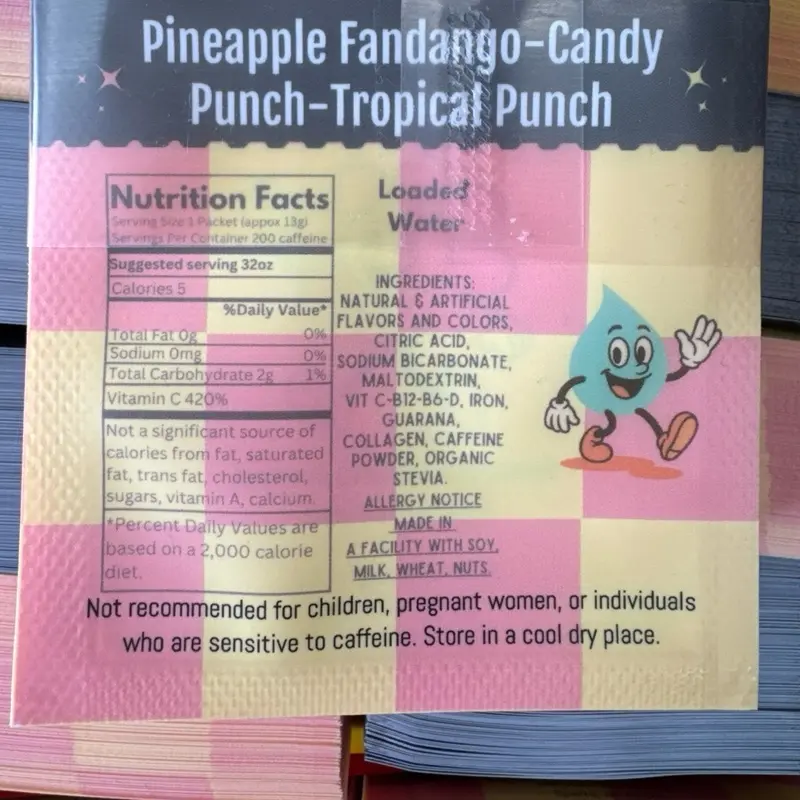 Pineapple Fandango-Candy
Punch-Tropical Punch
Nutrition Facts
Serving Size 1 Packet (appox 13g)
Servings Per Container 200 caffeine
Suggested serving 32oz
Calories 5
%Daily Value*
Total Fat 0g 0%
Sodium 0mg 0%
Total Carbohydrate 2g 1%
Vitamin C 420%
Not a significant source of
calories from fat, saturated
fat, trans fat, cholesterol,
sugars, vitamin A, calcium.
*Percent Daily Values are
based on a 2,000 calorie
diet.
Loaded
Water
INGREDIENTS:
NATURAL & ARTIFICIAL
FLAVORS AND COLORS,
CITRIC ACID,
SODIUM BICARBONATE,
MALTODEXTRIN,
VIT C-B12-B6-D, IRON,
GUARANA,
COLLAGEN, CAFFEINE
POWDER, ORGANIC
STEVIA.
ALLERGY NOTICE
MADE IN
A FACILITY WITH SOY,
MILK, WHEAT, NUTS.
Not recommended for children, pregnant women, or individuals
who are sensitive to caffeine. Store in a cool dry place.